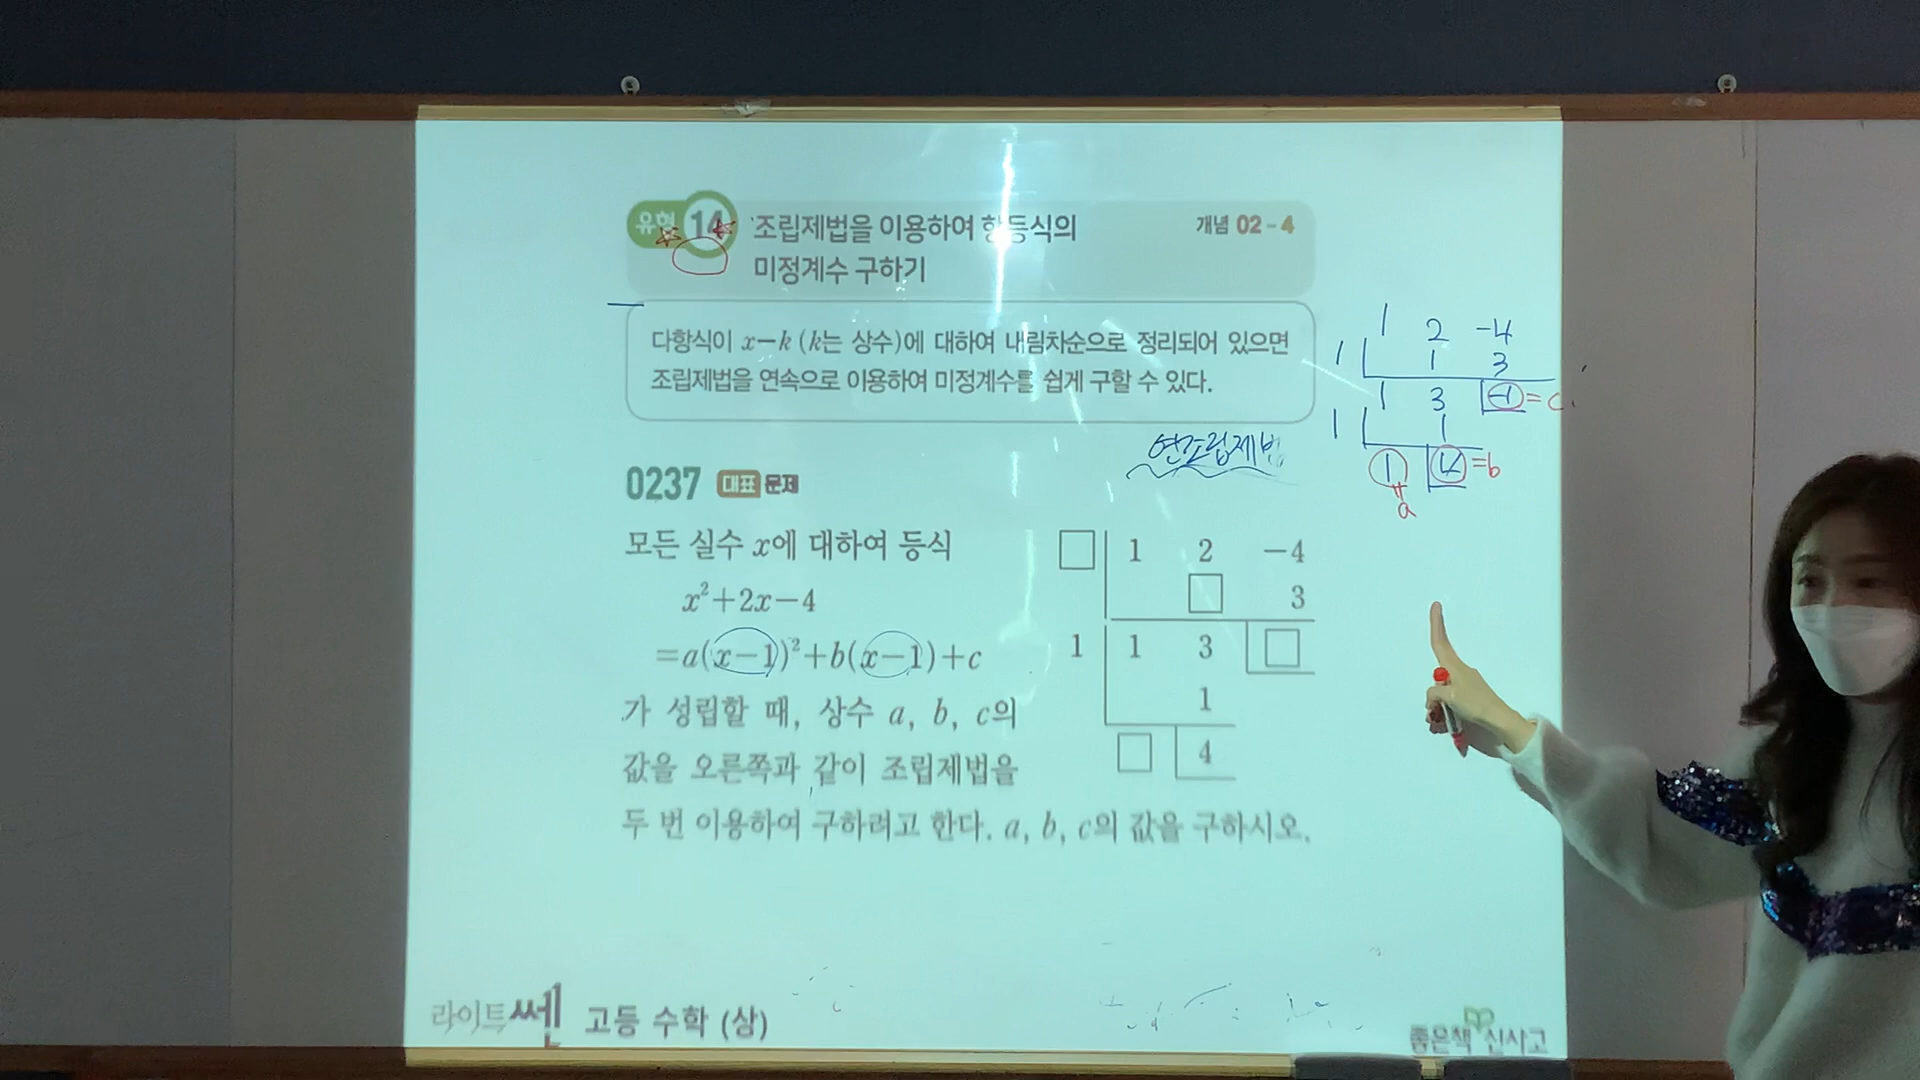 유형 14 조립제법을 이용하여 항등식의 개념 02-4
미정계수 구하기
다항식이 x-k (k는 상수)에 대하여 내림차순으로 정리되어 있으면
조립제법을 연속으로 이용하여 미정계수를 쉽게 구할 수 있다.
1 2 -4
1 1 3
1 3 -1 = c
1 1
1 4 = b
" a
연조립제법
0237 대표 문제
모든 실수 x에 대하여 등식
x²+2x-4
=a(x-1)²+b(x-1)+c
가 성립할 때, 상수 a, b, c의
값을 오른쪽과 같이 조립제법을
두 번 이용하여 구하려고 한다. a, b, c의 값을 구하시오.
□ 1 2 -4
□ 3
1 1 3 □
1
□ 4
라이트쎈 고등 수학 (상)
좋은책 신사고